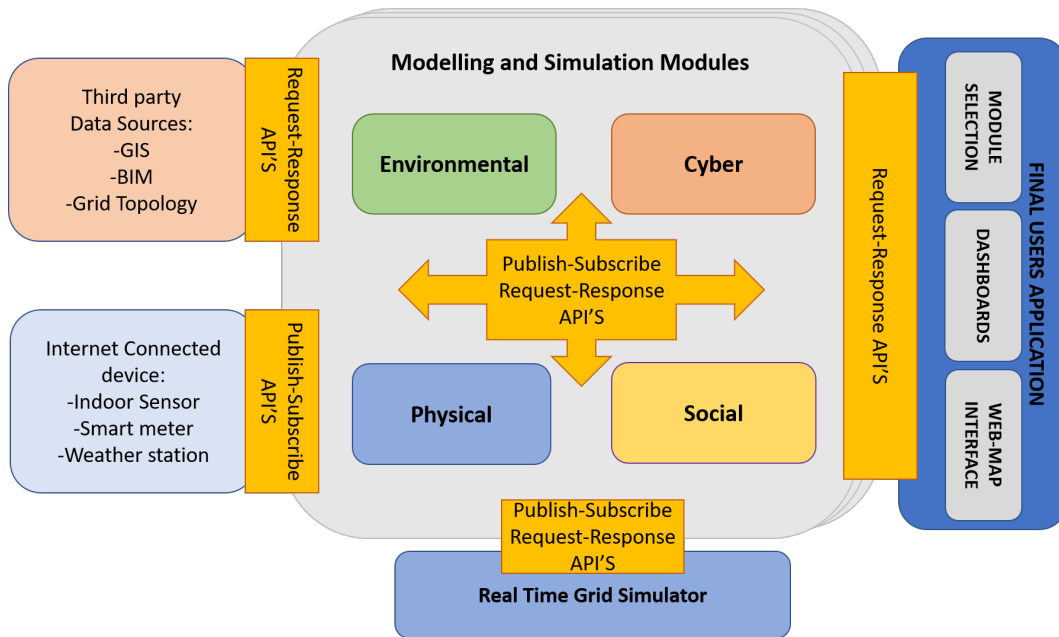 Modelling and Simulation Modules
Third party
Data Sources:
-GIS
-BIM
-Grid Topology
Request-Response
API'S
Environmental
Cyber
Publish-Subscribe
Request-Response
API'S
Internet Connected
device:
-Indoor Sensor
-Smart meter
-Weather station
Publish-Subscribe
API'S
Physical
Social
Publish-Subscribe
Request-Response
API'S
Real Time Grid Simulator
Request-Response API'S
MODULE
SELECTION
DASHBOARDS
WEB-MAP
INTERFACE
FINAL USERS APPLICATION